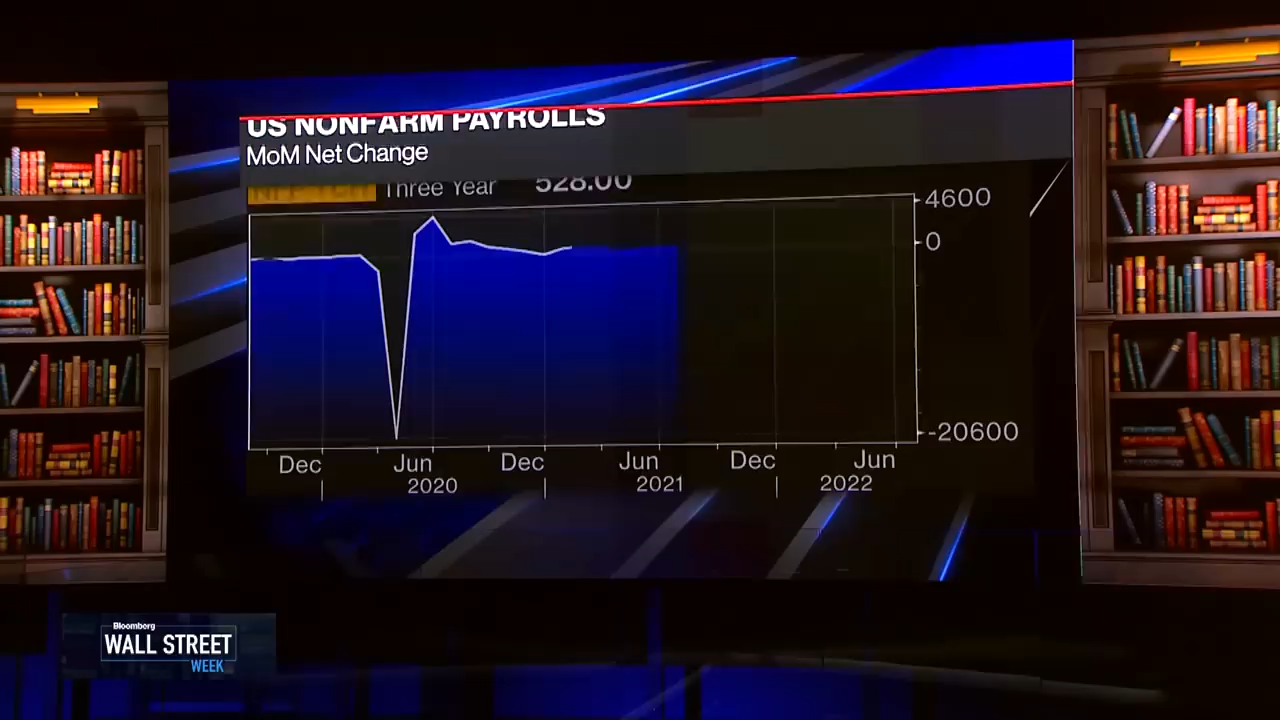 US NONFARM PAYROLLS
MoM Net Change
Three Year 528.00
4600
0
-20600
Dec Jun Dec Jun Dec Jun
2020 2021 2022
Bloomberg
WALL STREET
WEEK